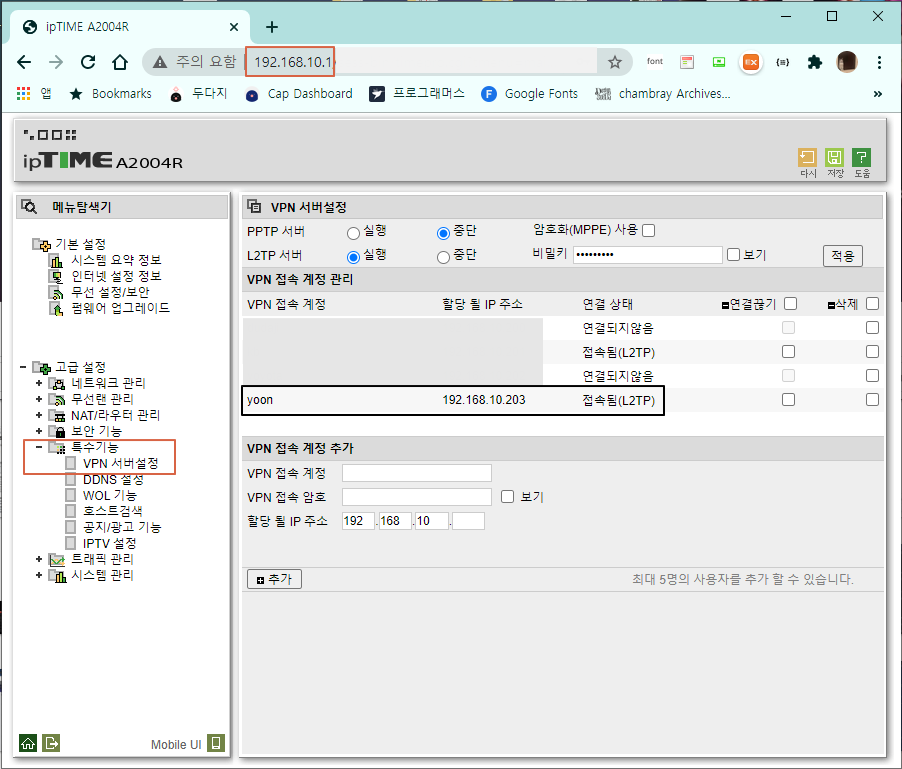 ipTIME A2004R
주의 요함
192.168.10.1
font
EX
앱
Bookmarks
두다지
Cap Dashboard
프로그래머스
Google Fonts
chambray Archives...
»
ipTIME A2004R
다시
저장
도움
메뉴탐색기
기본 설정
시스템 요약 정보
인터넷 설정 정보
무선 설정/보안
펌웨어 업그레이드
고급 설정
네트워크 관리
무선랜 관리
NAT/라우터 관리
보안 기능
특수기능
VPN 서버설정
DDNS 설정
WOL 기능
호스트검색
공지/광고 기능
IPTV 설정
트래픽 관리
시스템 관리
Mobile UI
VPN 서버설정
PPTP 서버 실행 중단 암호화(MPPE) 사용
L2TP 서버 실행 중단 비밀키 ••••••••• 보기 적용
VPN 접속 계정 관리
VPN 접속 계정 할당 될 IP 주소 연결 상태 연결끊기 삭제
연결되지않음
접속됨(L2TP)
연결되지않음
yoon 192.168.10.203 접속됨(L2TP)
VPN 접속 계정 추가
VPN 접속 계정
VPN 접속 암호 보기
할당 될 IP 주소 192 . 168 . 10 .
추가
최대 5명의 사용자를 추가 할 수 있습니다.